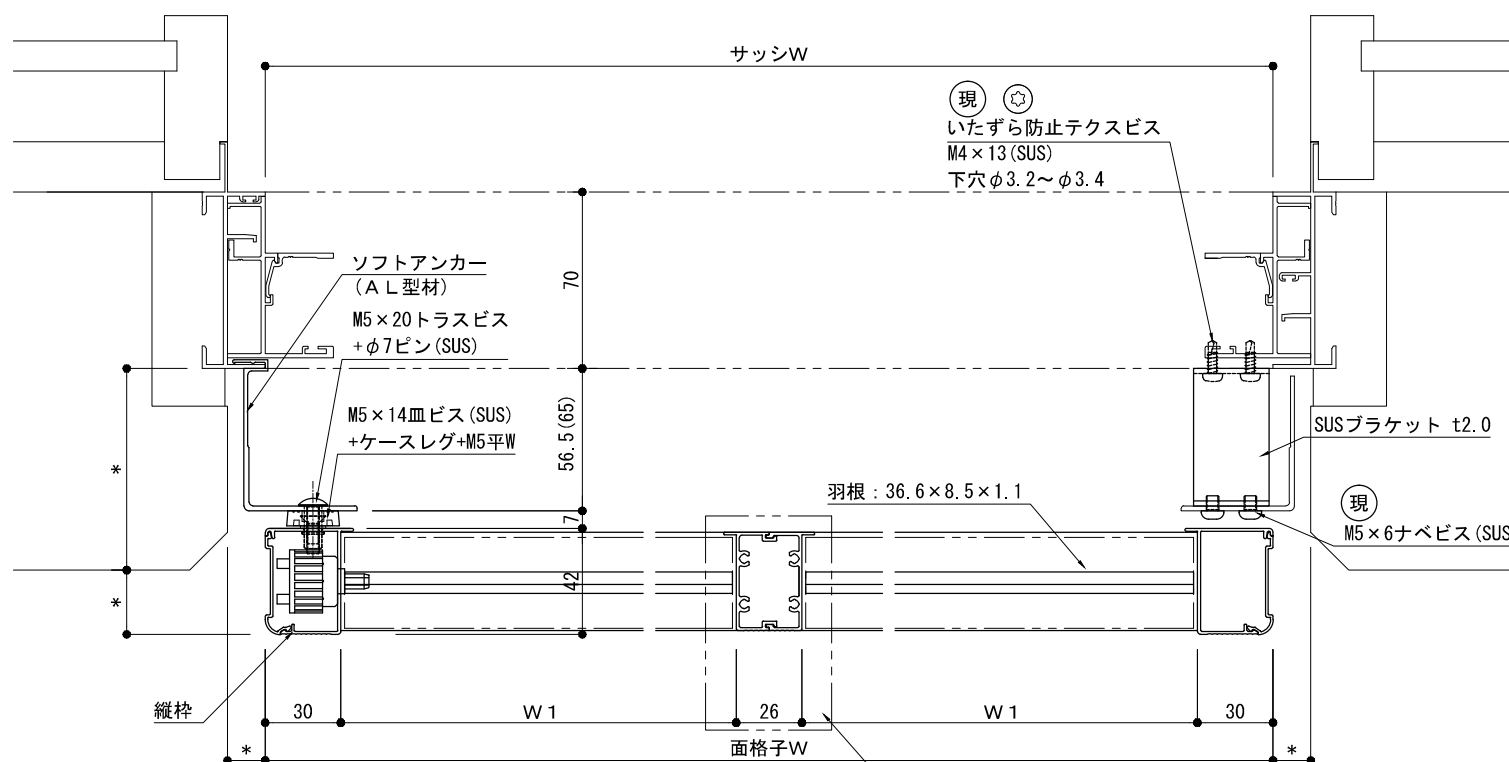 サッシW
現
いたずら防止テクスビス
M4×13(SUS)
下穴φ3.2～φ3.4
ソフトアンカー
(AL型材)
M5×20トラスビス
+φ7ピン(SUS)
70
M5×14皿ビス(SUS)
+ケースレグ+M5平W
56.5(65)
SUSブラケット t2.0
*
羽根：36.6×8.5×1.1
現
M5×6ナベビス(SUS
7
42
*
縦枠
30
W1
26
W1
30
*
面格子W
*